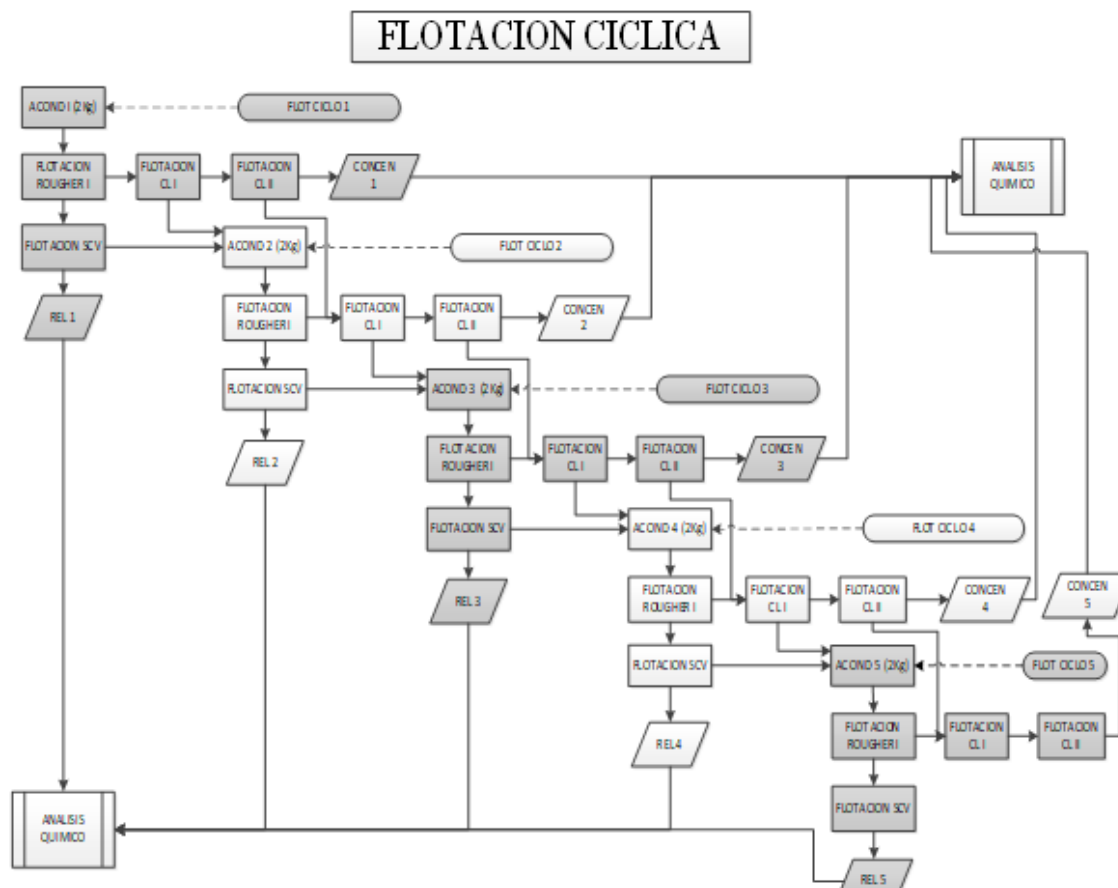 FLOTACION CICLICA
ACOND I (2Kg)
FLOT CICLO 1
FLOTACION
ROUGHER I
FLOTACION
CL I
FLOTACION
CL II
CONCEN
1
ANALISIS
QUIMICO
FLOTACION SCV
ACOND 2 (2Kg)
FLOT CICLO 2
REL 1
FLOTACION
ROUGHER I
FLOTACION
CL I
FLOTACION
CL II
CONCEN
2
FLOTACION SCV
ACOND 3 (2Kg)
FLOT CICLO 3
REL 2
FLOTACION
ROUGHER I
FLOTACION
CL I
FLOTACION
CL II
CONCEN
3
FLOTACION SCV
ACOND 4 (2Kg)
FLOT CICLO 4
REL 3
FLOTACION
ROUGHER I
FLOTACION
CL I
FLOTACION
CL II
CONCEN
4
CONCEN
5
FLOTACION SCV
ACOND 5 (2Kg)
FLOT CICLO 5
REL 4
FLOTACION
ROUGHER I
FLOTACION
CL I
FLOTACION
CL II
ANALISIS
QUIMICO
FLOTACION SCV
REL 5